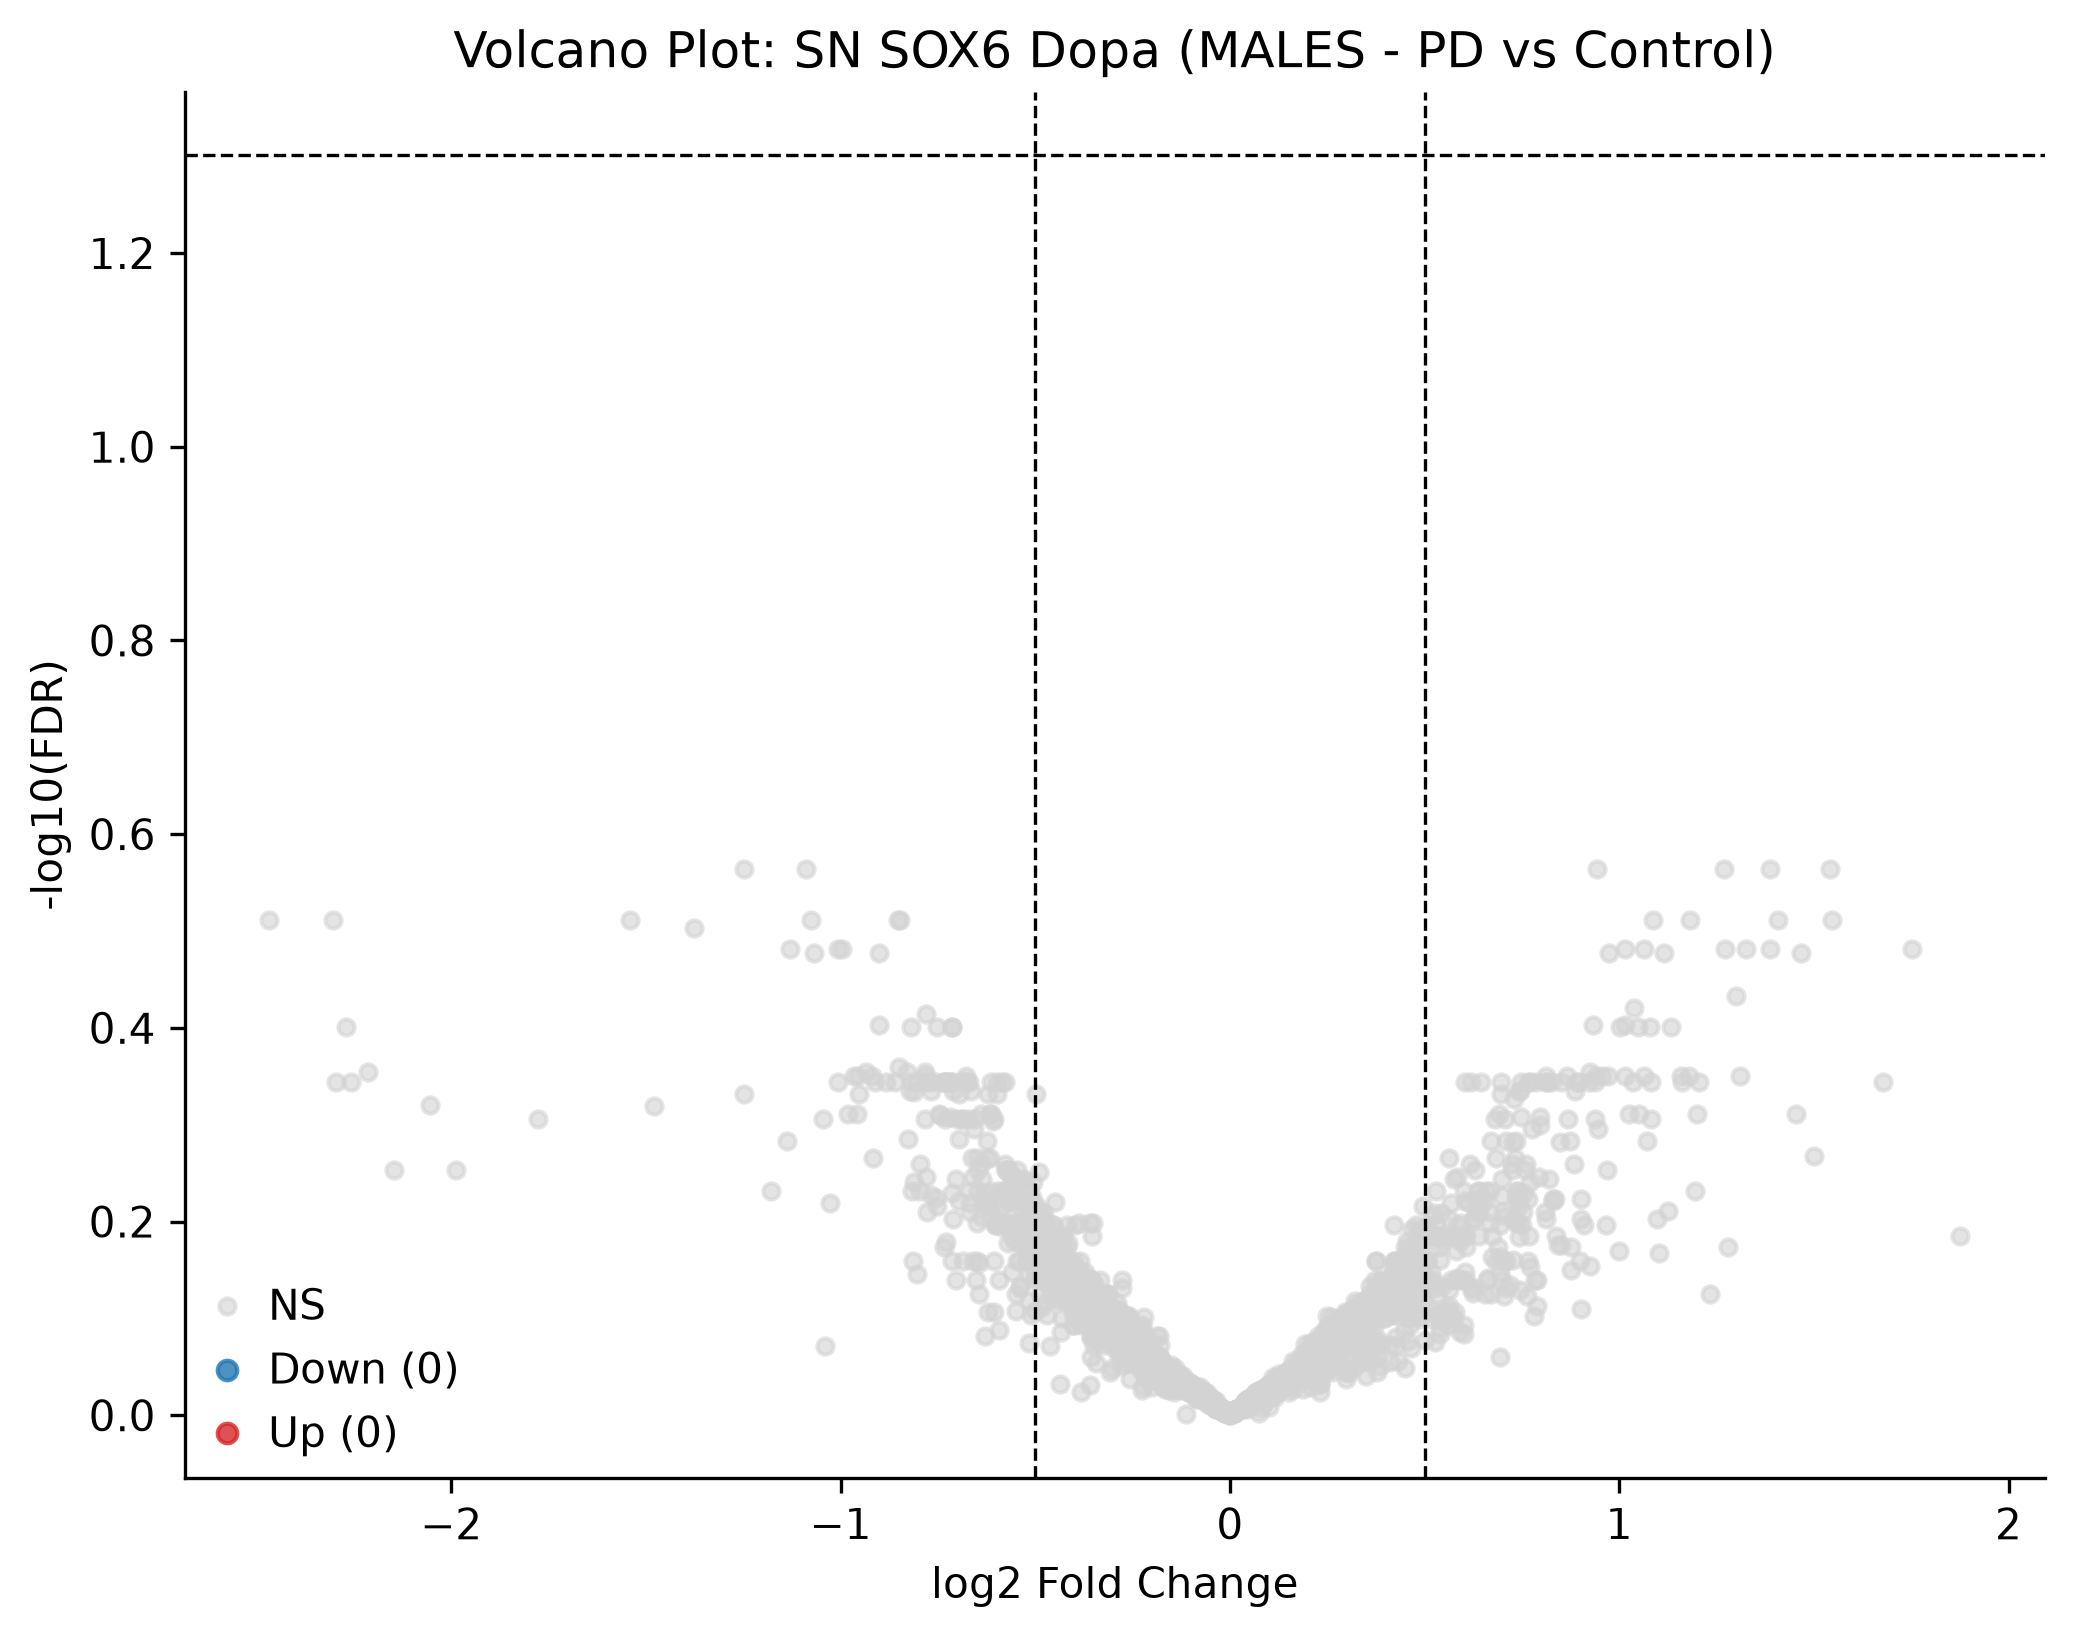 Volcano Plot: SN SOX6 Dopa (MALES - PD vs Control)
-log10(FDR)
1.2
1.0
0.8
0.6
0.4
0.2
0.0
NS
Down (0)
Up (0)
−2
−1
0
1
2
log2 Fold Change